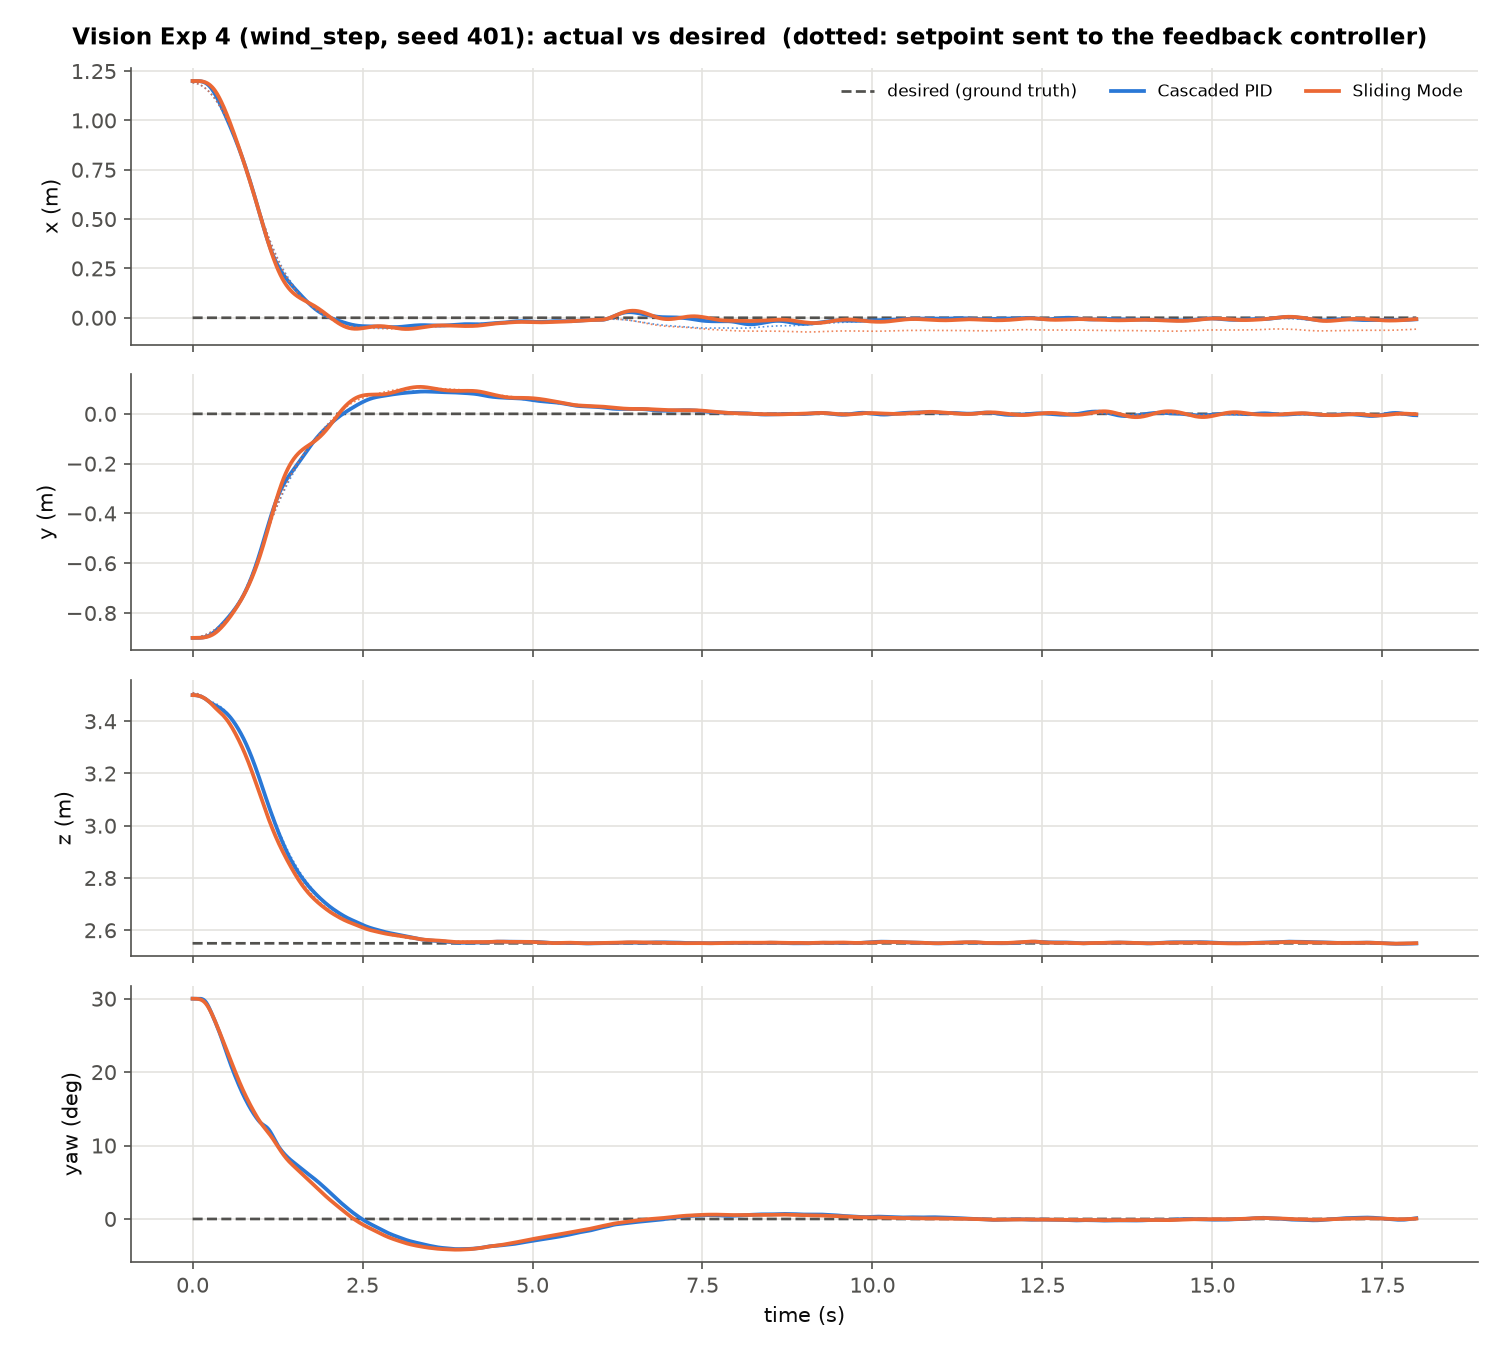 Vision Exp 4 (wind_step, seed 401): actual vs desired  (dotted: setpoint sent to the feedback controller)
desired (ground truth)
Cascaded PID
Sliding Mode
1.25
1.00
0.75
0.50
0.25
0.00
x (m)
0.0
−0.2
−0.4
−0.6
−0.8
y (m)
3.4
3.2
3.0
2.8
2.6
z (m)
30
20
10
0
yaw (deg)
0.0 2.5 5.0 7.5 10.0 12.5 15.0 17.5
time (s)